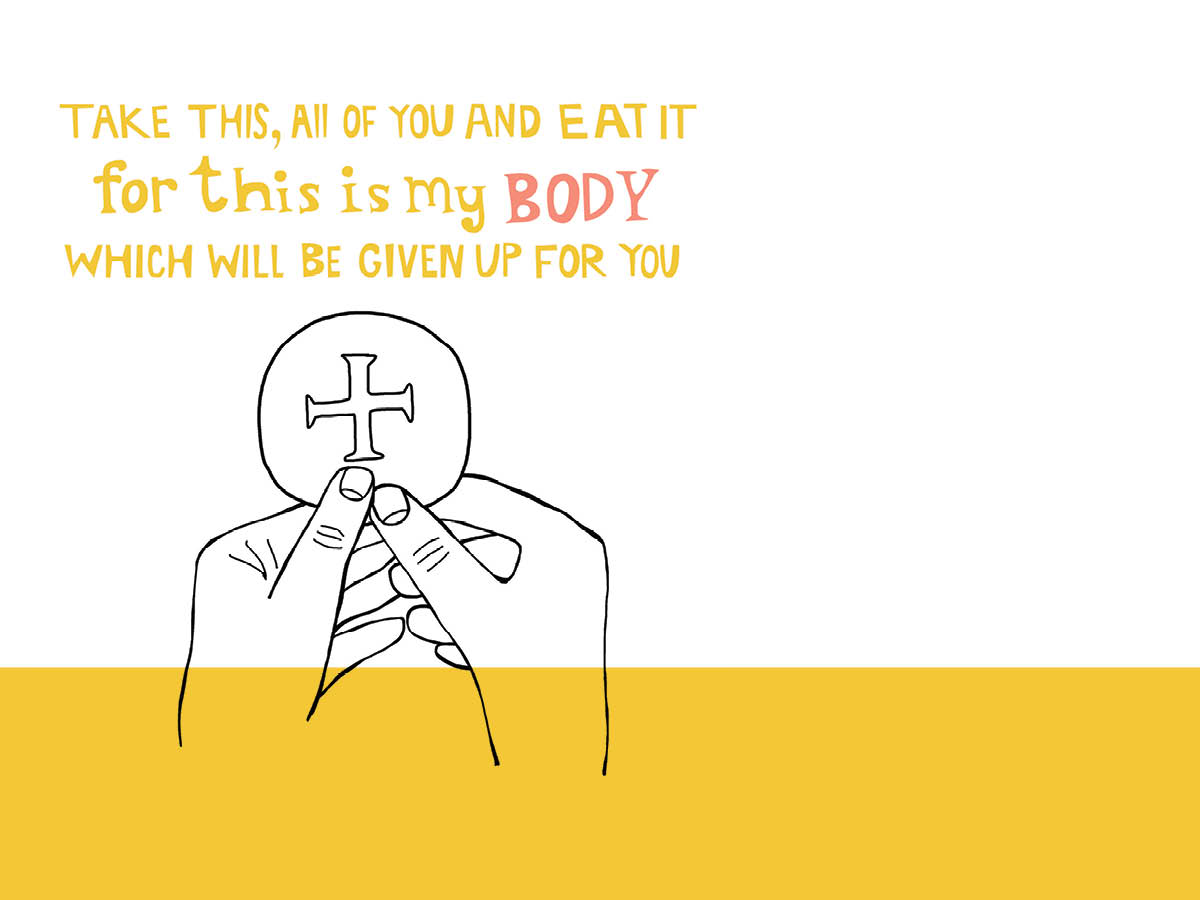 TAKE THIS, All OF YOU AND EAT IT
for this is my BODY
WHICH WILL BE GIVEN UP FOR YOU